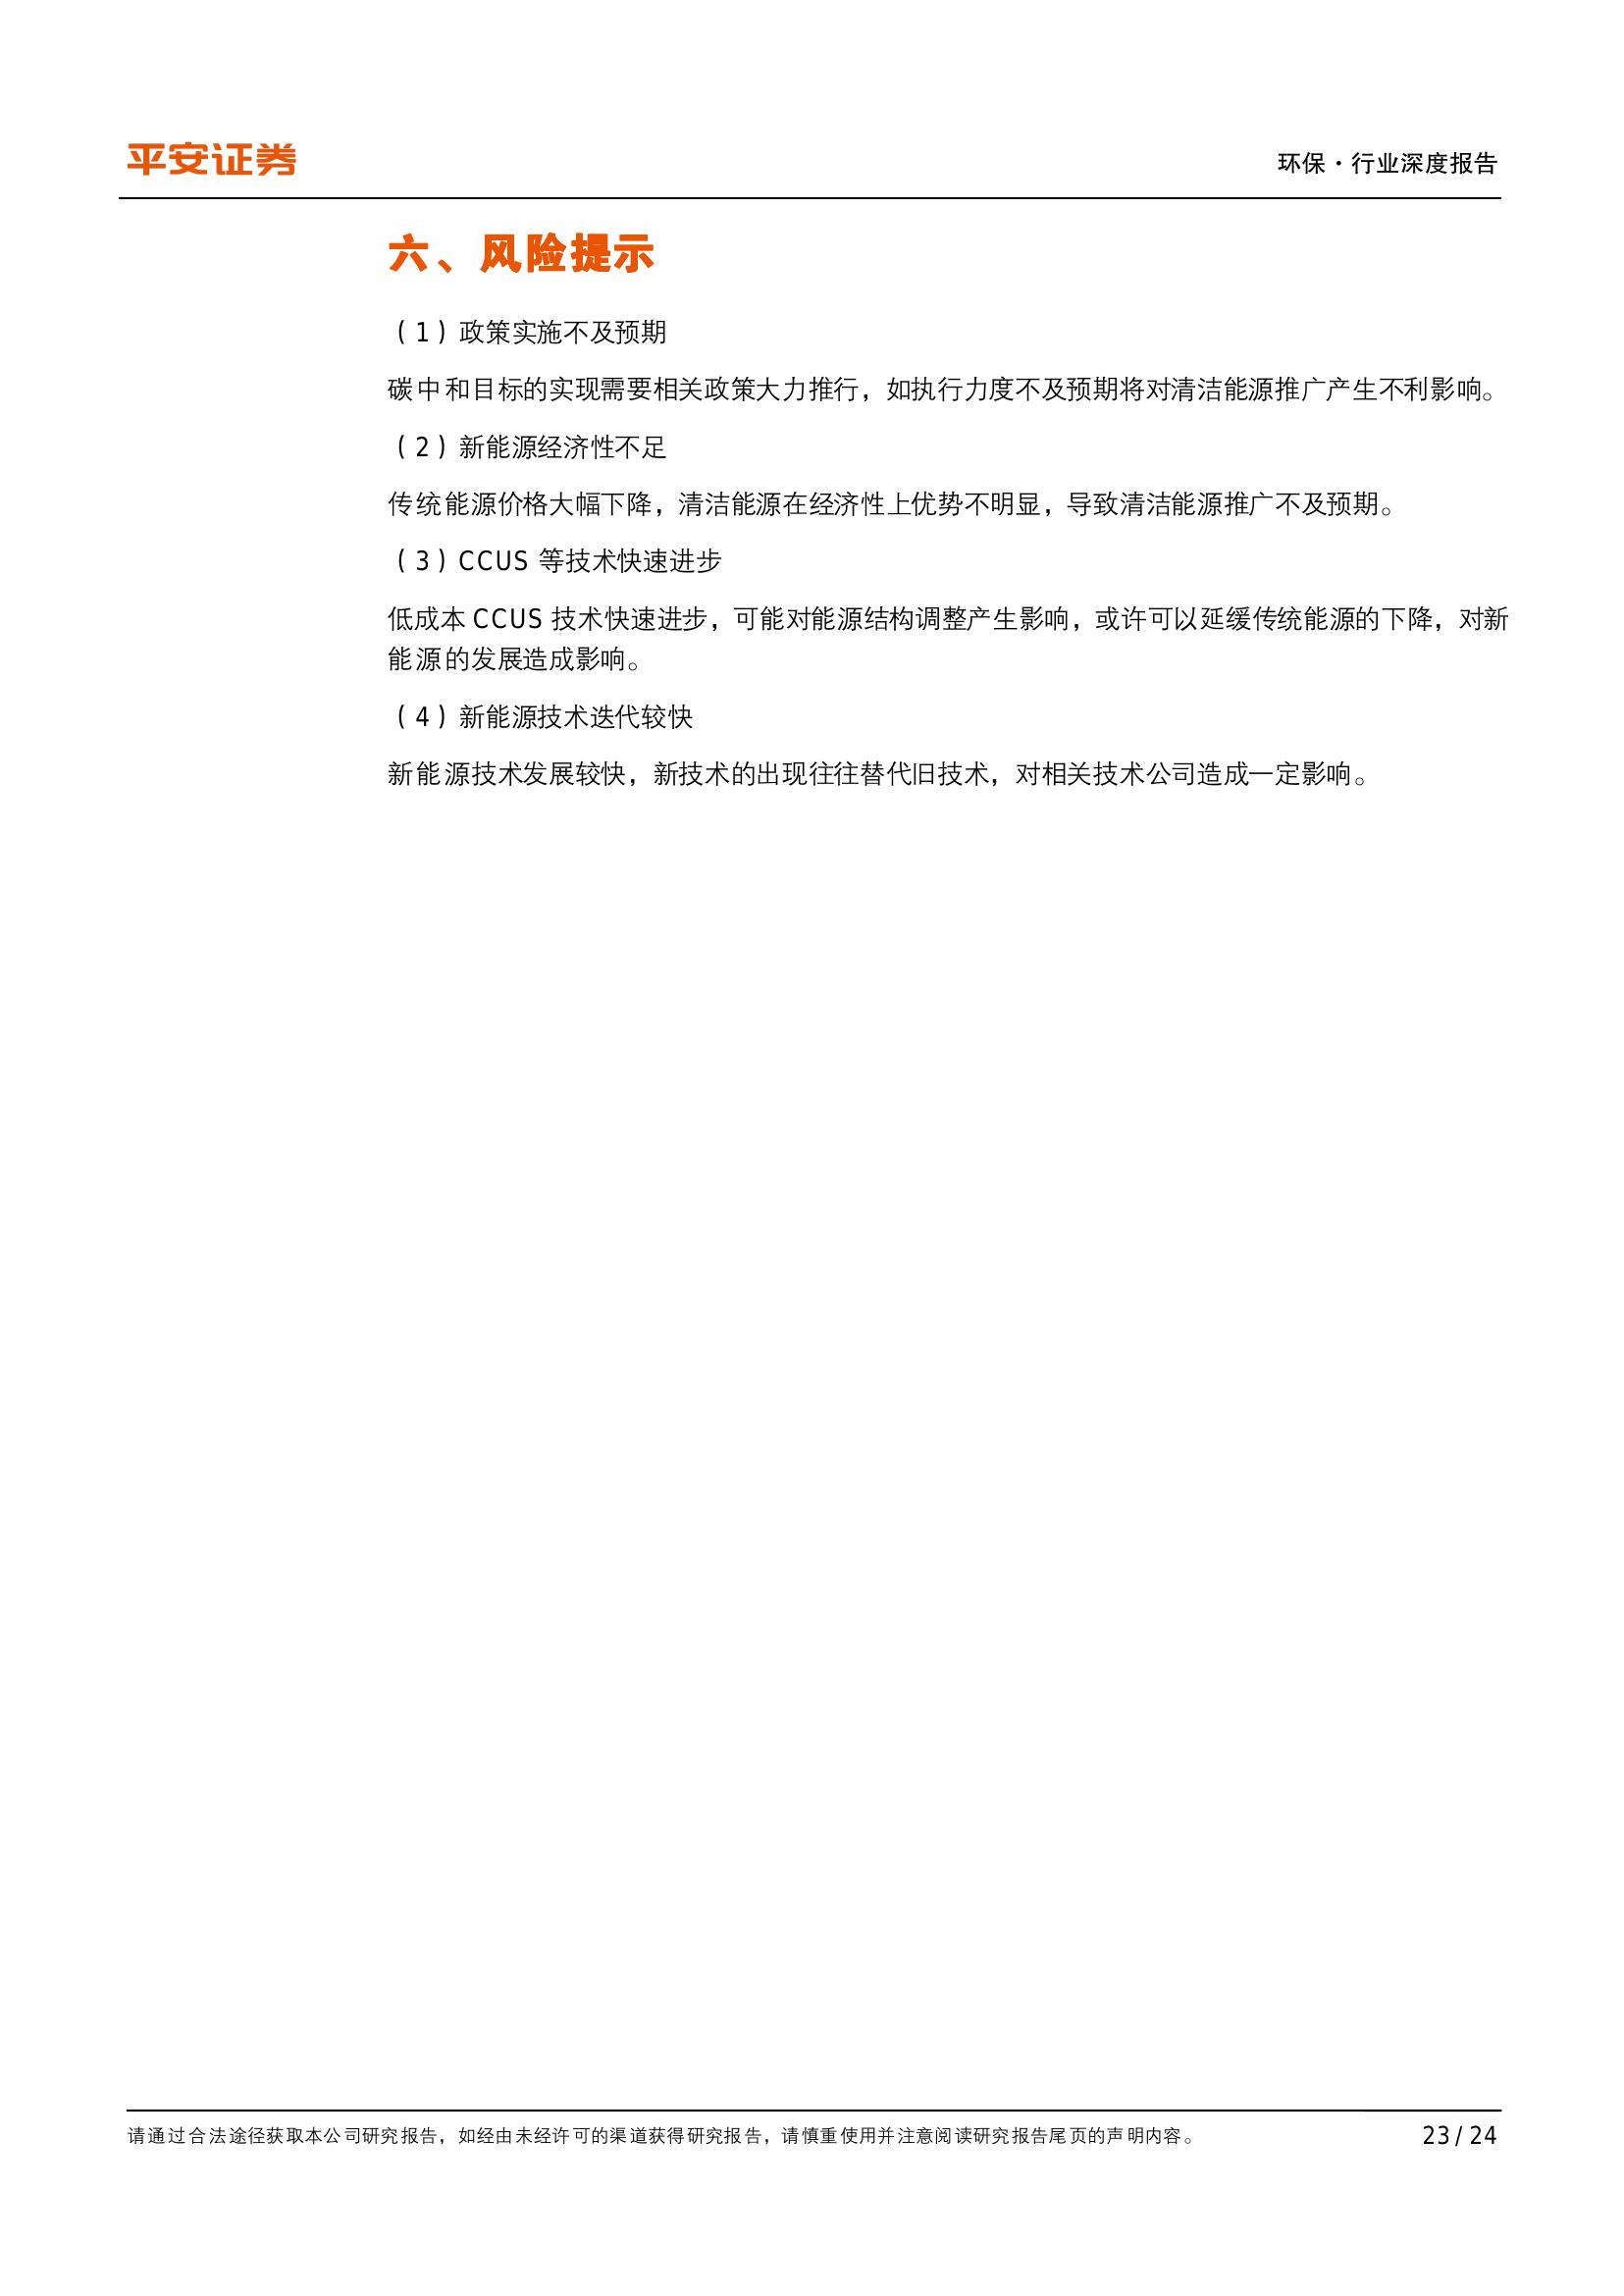 平安证券
环保·行业深度报告
六、风险提示
（1）政策实施不及预期
碳中和目标的实现需要相关政策大力推行，如执行力度不及预期将对清洁能源推广产生不利影响。
（2）新能源经济性不足
传统能源价格大幅下降，清洁能源在经济性上优势不明显，导致清洁能源推广不及预期。
（3）CCUS 等技术快速进步
低成本 CCUS 技术快速进步，可能对能源结构调整产生影响，或许可以延缓传统能源的下降，对新
能源的发展造成影响。
（4）新能源技术迭代较快
新能源技术发展较快，新技术的出现往往替代旧技术，对相关技术公司造成一定影响。
请通过合法途径获取本公司研究报告，如经由未经许可的渠道获得研究报告，请慎重使用并注意阅读研究报告尾页的声明内容。
23/ 24